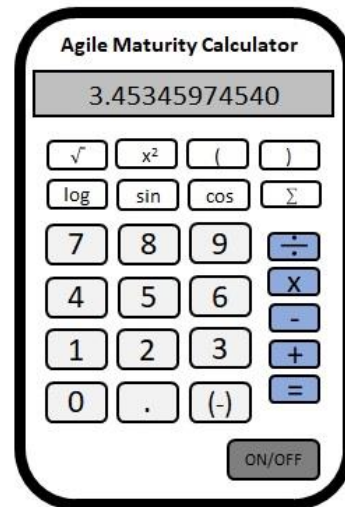 Agile Maturity Calculator
3.45345974540
√ x² ( )
log sin cos Σ
7 8 9 ÷
4 5 6 x
-
1 2 3 +
0 . (-) =
ON/OFF